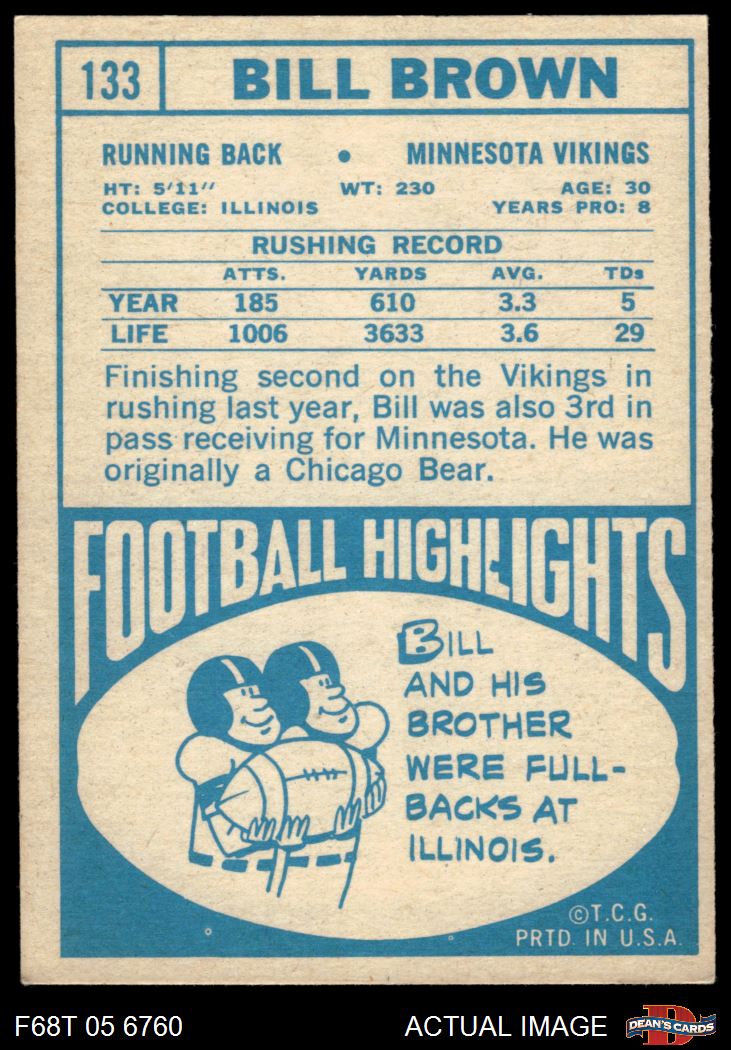 133 BILL BROWN
RUNNING BACK • MINNESOTA VIKINGS
HT: 5'11" WT: 230 AGE: 30
COLLEGE: ILLINOIS YEARS PRO: 8
RUSHING RECORD
ATTS. YARDS AVG. TDs
YEAR 185 610 3.3 5
LIFE 1006 3633 3.6 29
Finishing second on the Vikings in
rushing last year, Bill was also 3rd in
pass receiving for Minnesota. He was
originally a Chicago Bear.
FOOTBALL HIGHLIGHTS
BILL
AND HIS
BROTHER
WERE FULL-
BACKS AT
ILLINOIS.
©T.C.G.
PRTD. IN U.S.A.
F68T 05 6760 ACTUAL IMAGE
D
DEAN'S CARDS